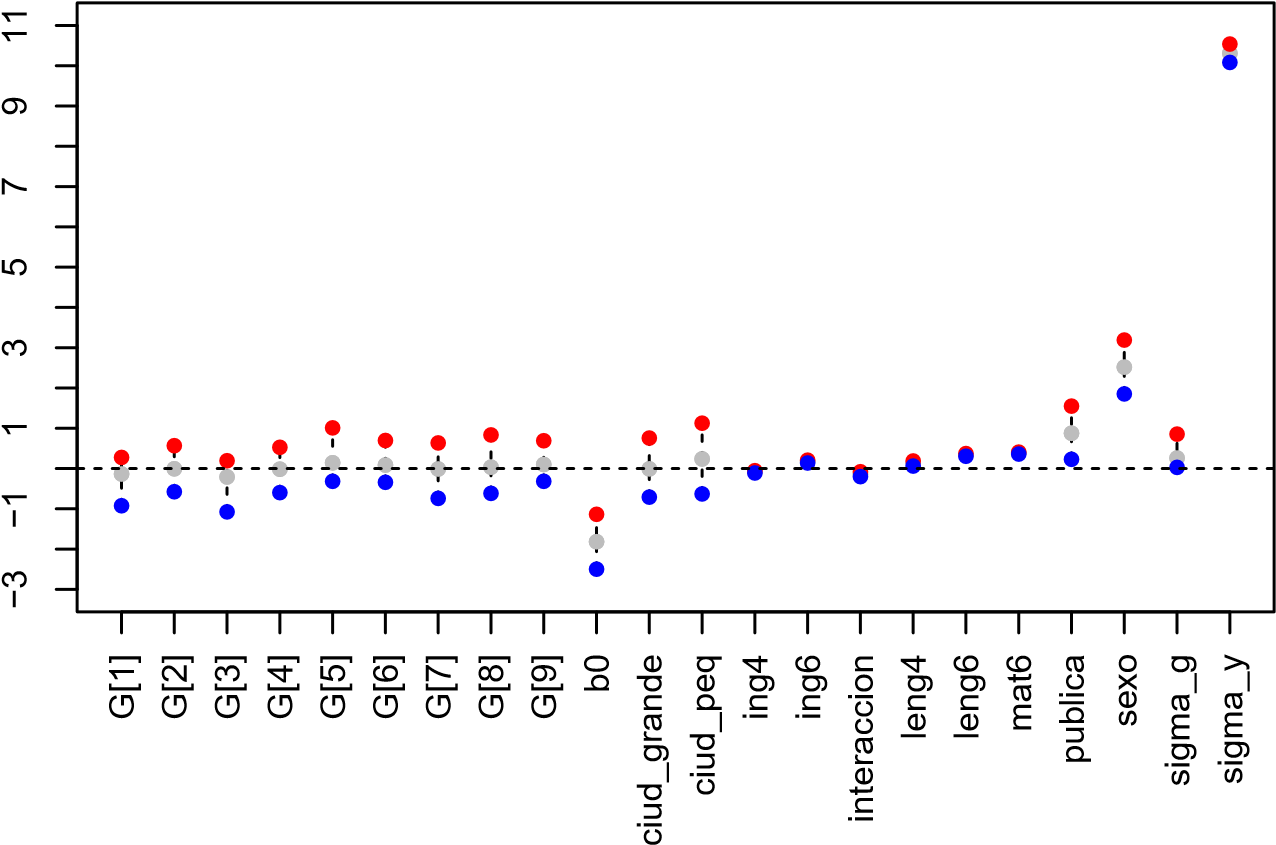 11
9
7
5
3
1
−1
−3
G[1]
G[2]
G[3]
G[4]
G[5]
G[6]
G[7]
G[8]
G[9]
b0
ciud_grande
ciud_peq
ing4
ing6
interaccion
leng4
leng6
mat6
publica
sexo
sigma_g
sigma_y